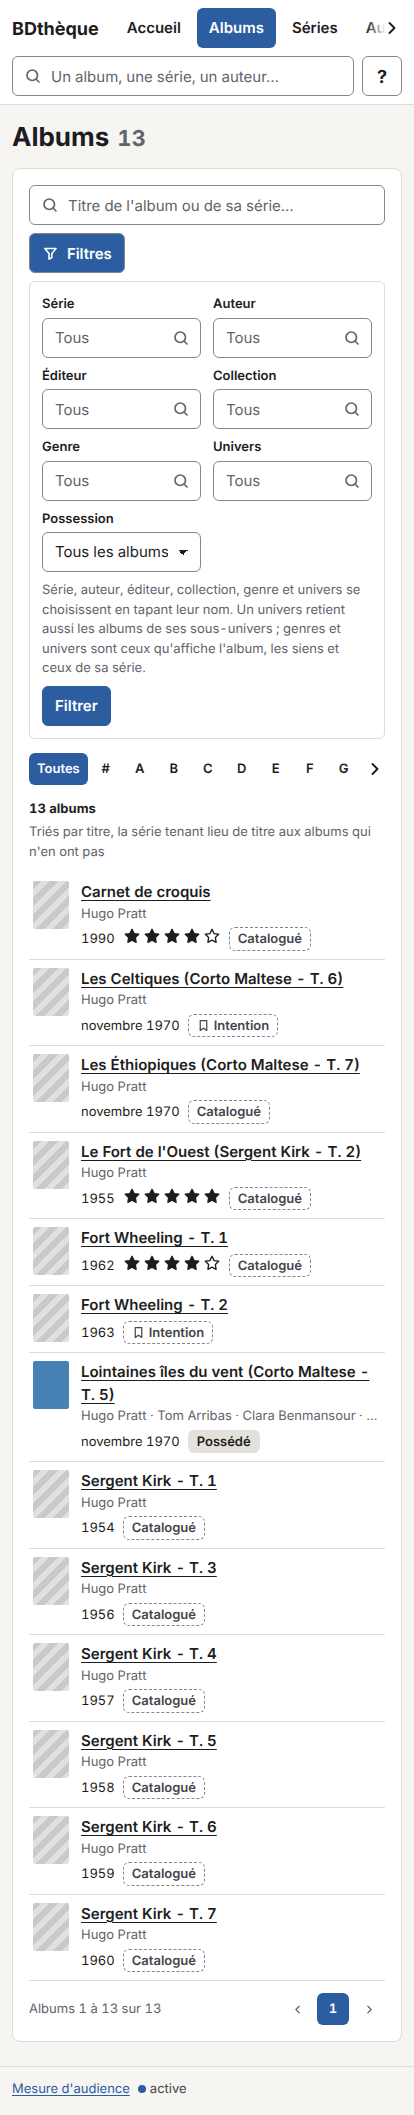 BDthèque Accueil Albums Séries
Un album, une série, un auteur...
?
Albums 13
Titre de l'album ou de sa série...
Filtres
Série Auteur
Tous Tous
Éditeur Collection
Tous Tous
Genre Univers
Tous Tous
Possession
Tous les albums
Série, auteur, éditeur, collection, genre et univers se
choisissent en tapant leur nom. Un univers retient
aussi les albums de ses sous-univers ; genres et
univers sont ceux qu'affiche l'album, les siens et
ceux de sa série.
Filtrer
Toutes # A B C D E F G
13 albums
Triés par titre, la série tenant lieu de titre aux albums qui
n'en ont pas
Carnet de croquis
Hugo Pratt
1990 Catalogué
Les Celtiques (Corto Maltese - T. 6)
Hugo Pratt
novembre 1970 Intention
Les Éthiopiques (Corto Maltese - T. 7)
Hugo Pratt
novembre 1970 Catalogué
Le Fort de l'Ouest (Sergent Kirk - T. 2)
Hugo Pratt
1955 Catalogué
Fort Wheeling - T. 1
1962 Catalogué
Fort Wheeling - T. 2
1963 Intention
Lointaines îles du vent (Corto Maltese -
T. 5)
Hugo Pratt · Tom Arribas · Clara Benmansour · ...
novembre 1970 Possédé
Sergent Kirk - T. 1
Hugo Pratt
1954 Catalogué
Sergent Kirk - T. 3
Hugo Pratt
1956 Catalogué
Sergent Kirk - T. 4
Hugo Pratt
1957 Catalogué
Sergent Kirk - T. 5
Hugo Pratt
1958 Catalogué
Sergent Kirk - T. 6
Hugo Pratt
1959 Catalogué
Sergent Kirk - T. 7
Hugo Pratt
1960 Catalogué
Albums 1 à 13 sur 13 ‹ 1 ›
Mesure d'audience active